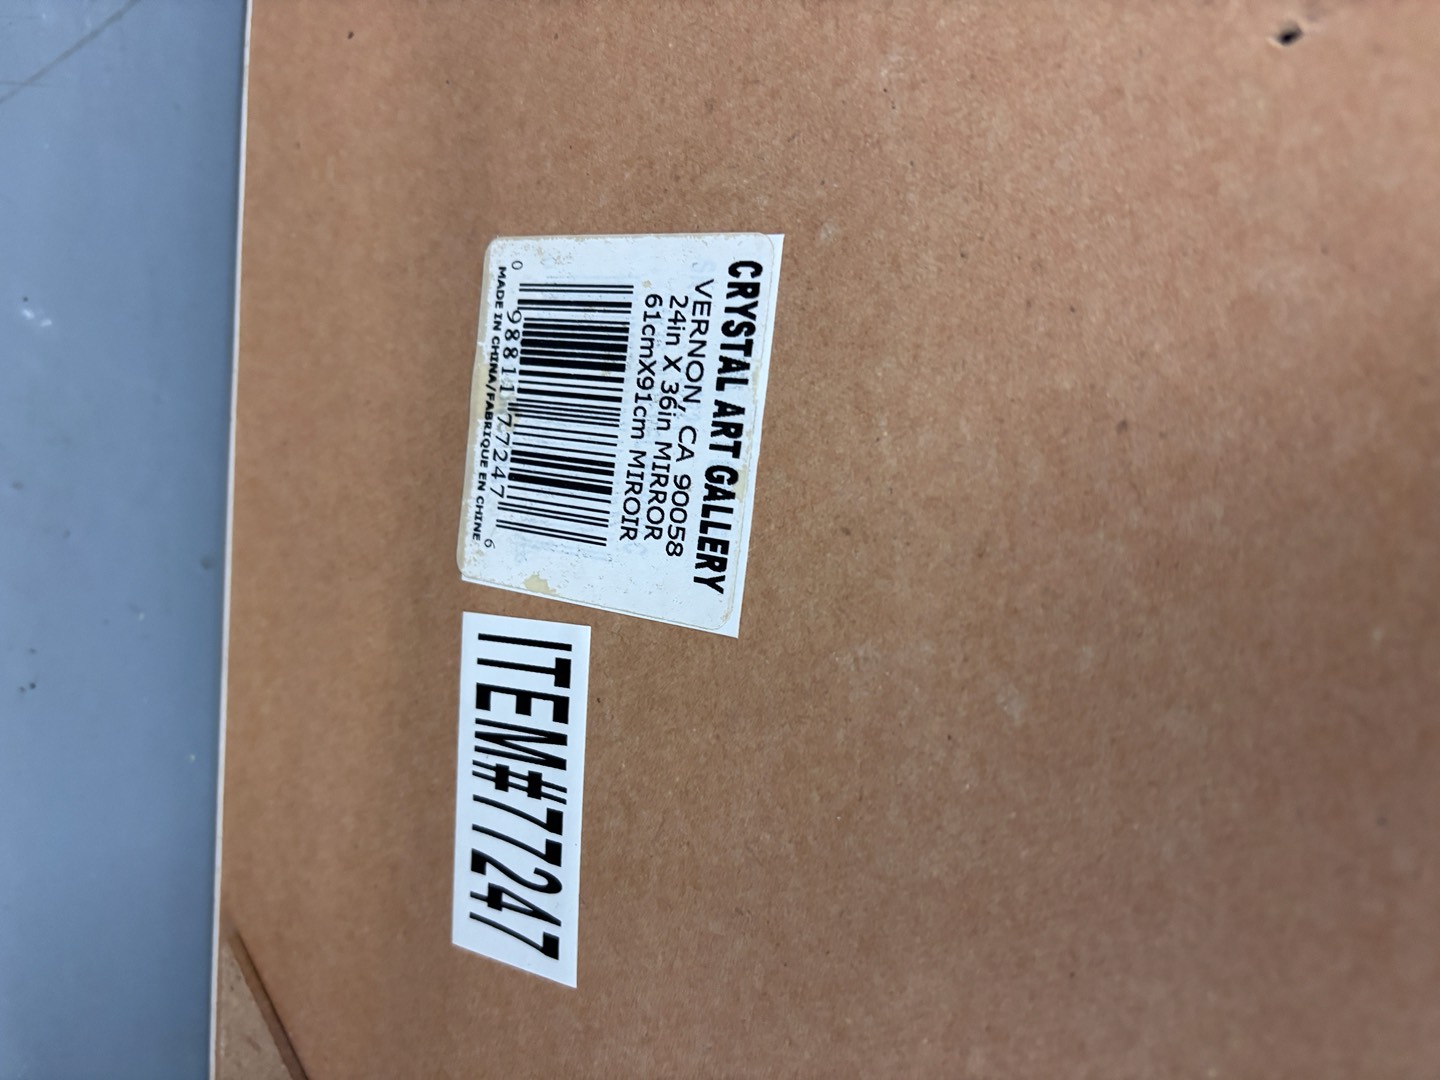 CRYSTAL ART GALLERY
VERNON, CA 90058
24in X 36in MIRROR
61cmX91cm MIROIR
0 98811 77247 6
MADE IN CHINA/FABRIQUE EN CHINE
ITEM#77247